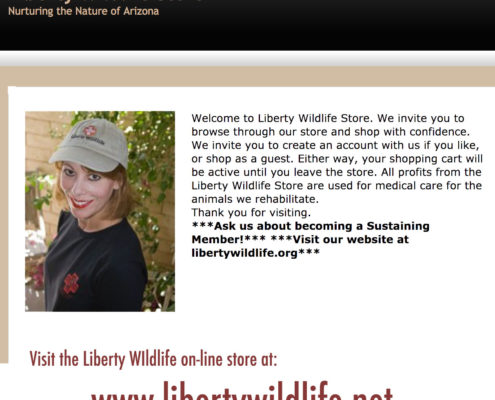 Nurturing the Nature of Arizona
Welcome to Liberty Wildlife Store. We invite you to
browse through our store and shop with confidence.
We invite you to create an account with us if you like,
or shop as a guest. Either way, your shopping cart will
be active until you leave the store. All profits from the
Liberty Wildlife Store are used for medical care for the
animals we rehabilitate.
Thank you for visiting.
***Ask us about becoming a Sustaining
Member!*** ***Visit our website at
libertywildlife.org***
Liberty Wildlife
Visit the Liberty WIldlife on-line store at:
www.libertywildlife.net